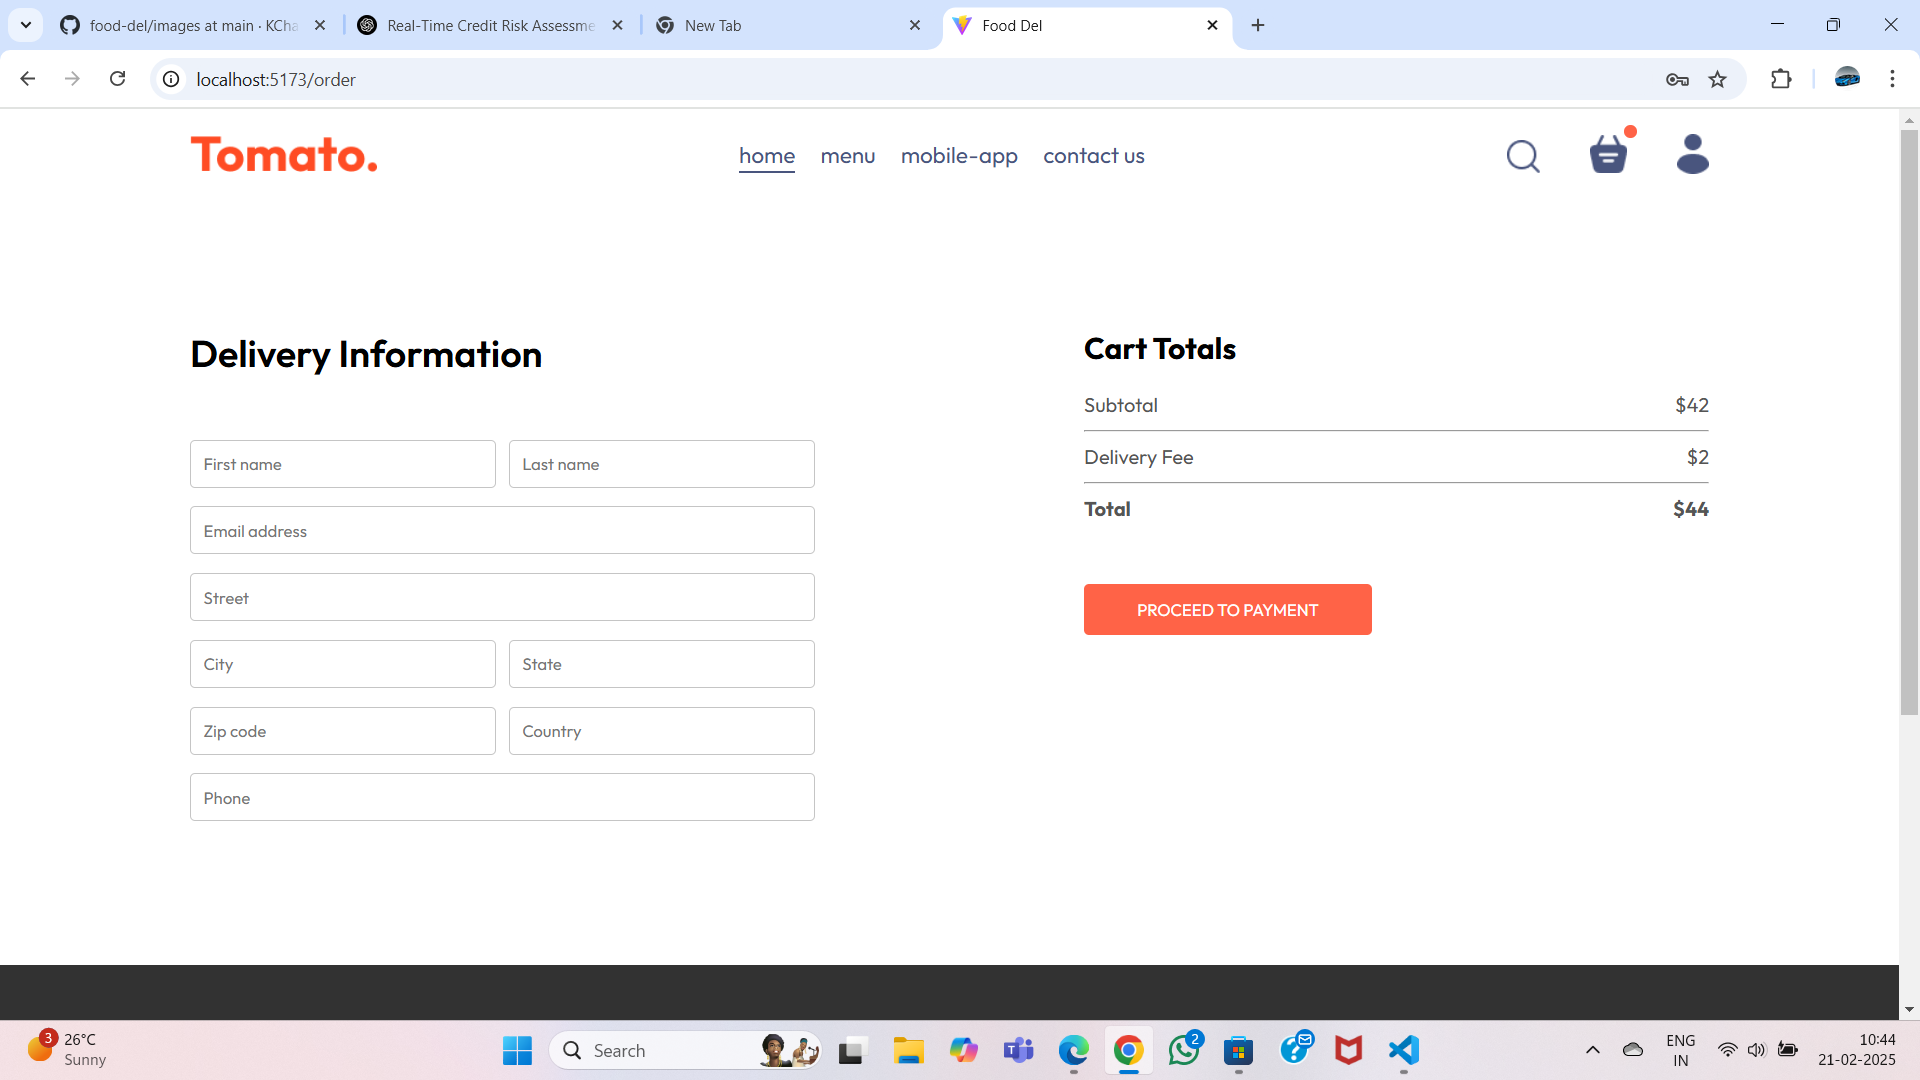 food-del/images at main · KCha
Real-Time Credit Risk Assessme
New Tab
Food Del
localhost:5173/order
Tomato.
home menu mobile-app contact us
Delivery Information
First name Last name
Email address
Street
City State
Zip code Country
Phone
Cart Totals
Subtotal $42
Delivery Fee $2
Total $44
PROCEED TO PAYMENT
3
26°C
Sunny
Search
2
ENG
IN
10:44
21-02-2025